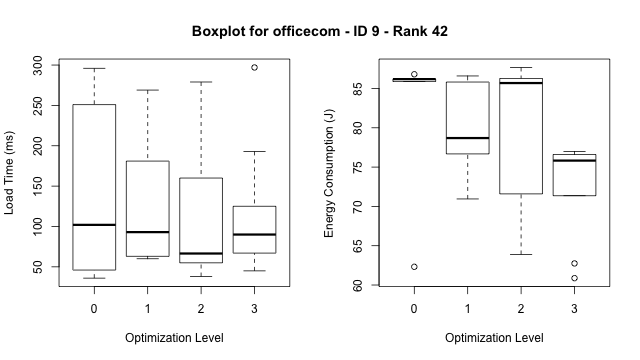 Boxplot for officecom - ID 9 - Rank 42
Load Time (ms)
300
250
200
150
100
50
0 1 2 3
Optimization Level
Energy Consumption (J)
85
80
75
70
65
60
0 1 2 3
Optimization Level